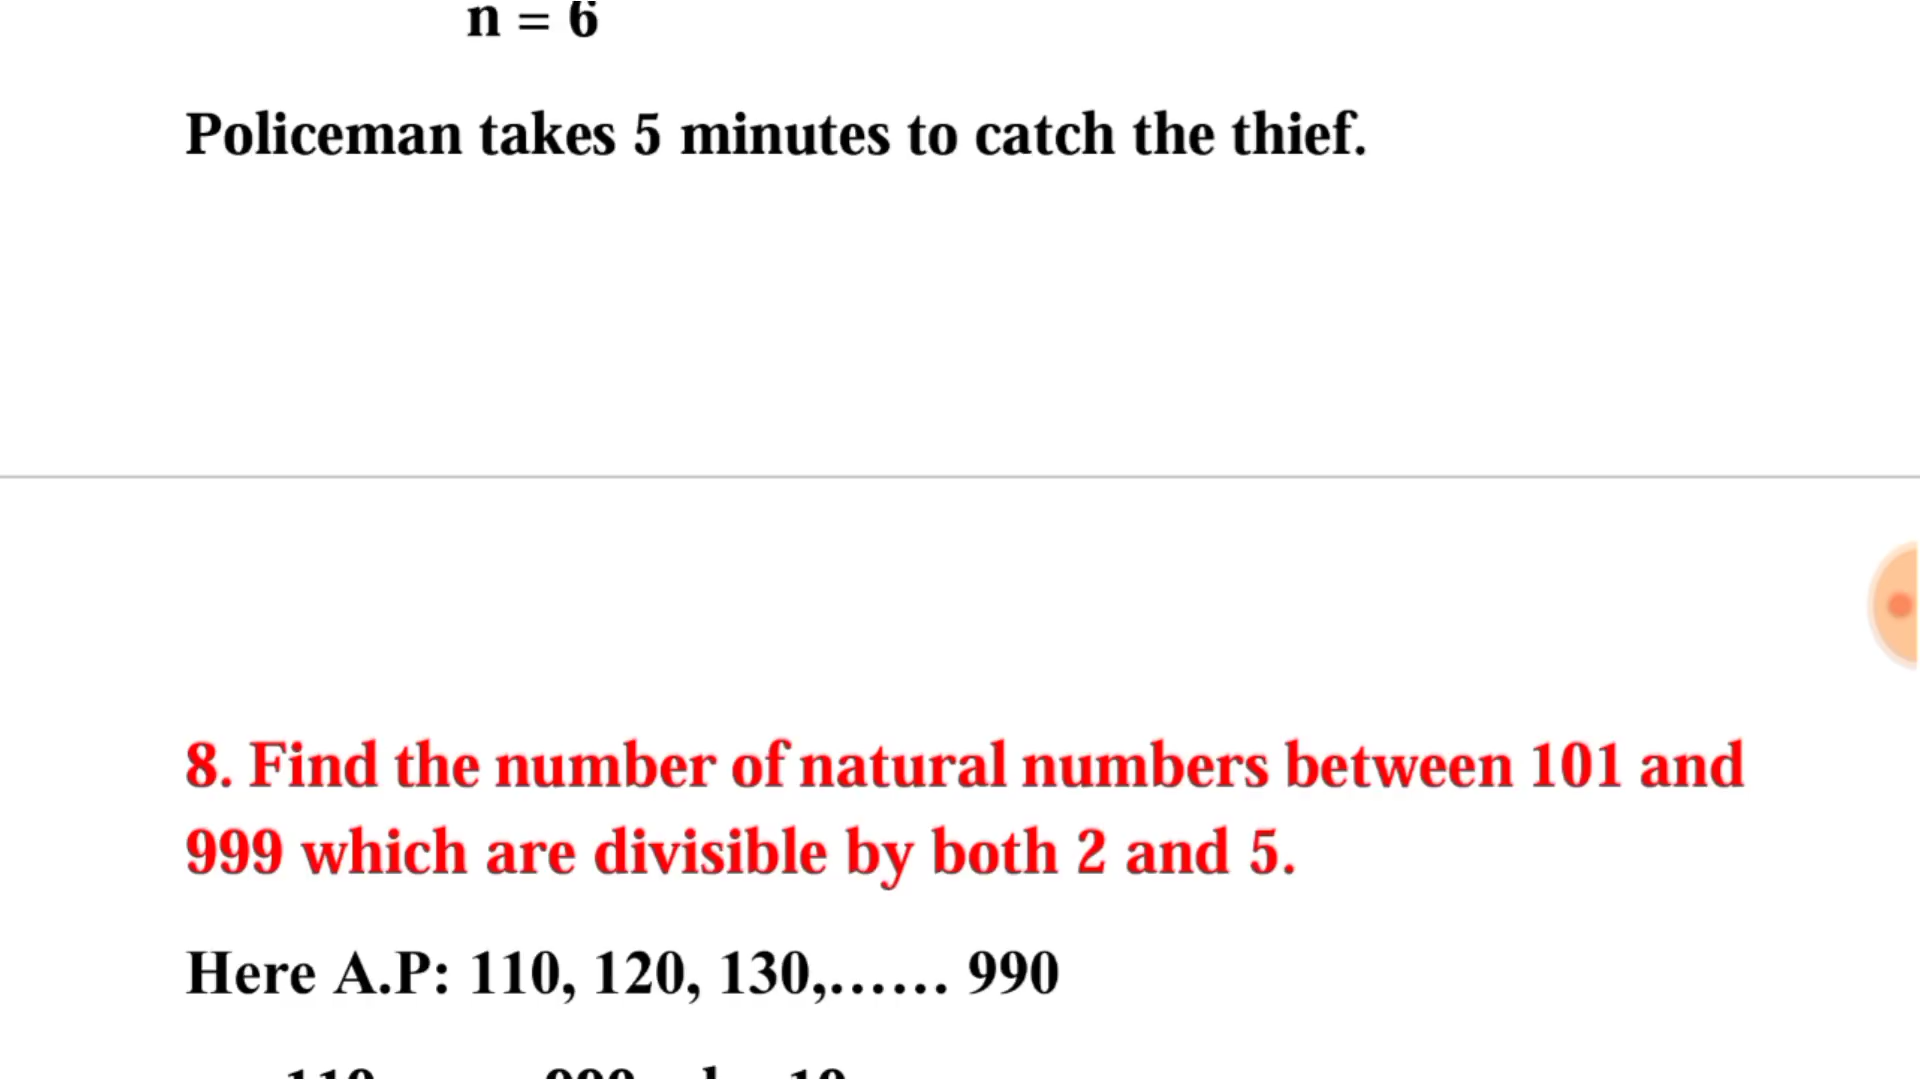 n = 6
Policeman takes 5 minutes to catch the thief.
8. Find the number of natural numbers between 101 and
999 which are divisible by both 2 and 5.
Here A.P: 110, 120, 130,...... 990